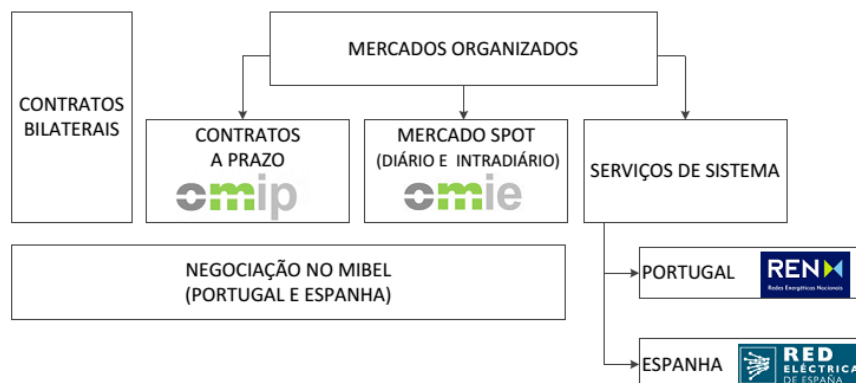 MERCADOS ORGANIZADOS
CONTRATOS
BILATERAIS
CONTRATOS
A PRAZO
omip
MERCADO SPOT
(DIÁRIO E INTRADIÁRIO)
omie
SERVIÇOS DE SISTEMA
NEGOCIAÇÃO NO MIBEL
(PORTUGAL E ESPANHA)
PORTUGAL
REN
Redes Energéticas Nacionais
ESPANHA
RED
ELÉCTRICA
DE ESPAÑA